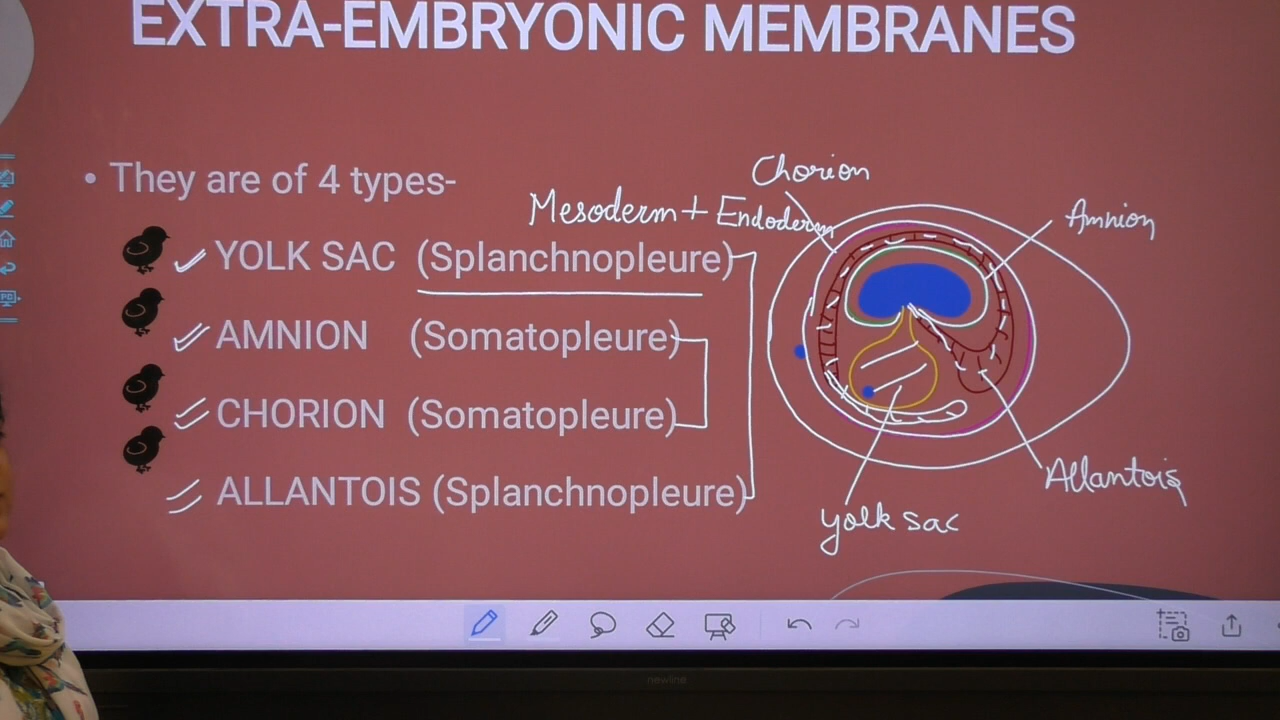 EXTRA-EMBRYONIC MEMBRANES
• They are of 4 types-
Chorion
Mesoderm + Endoderm
Amnion
YOLK SAC (Splanchnopleure)
AMNION (Somatopleure)
CHORION (Somatopleure)
ALLANTOIS (Splanchnopleure)
Allantois
yolk sac
newline